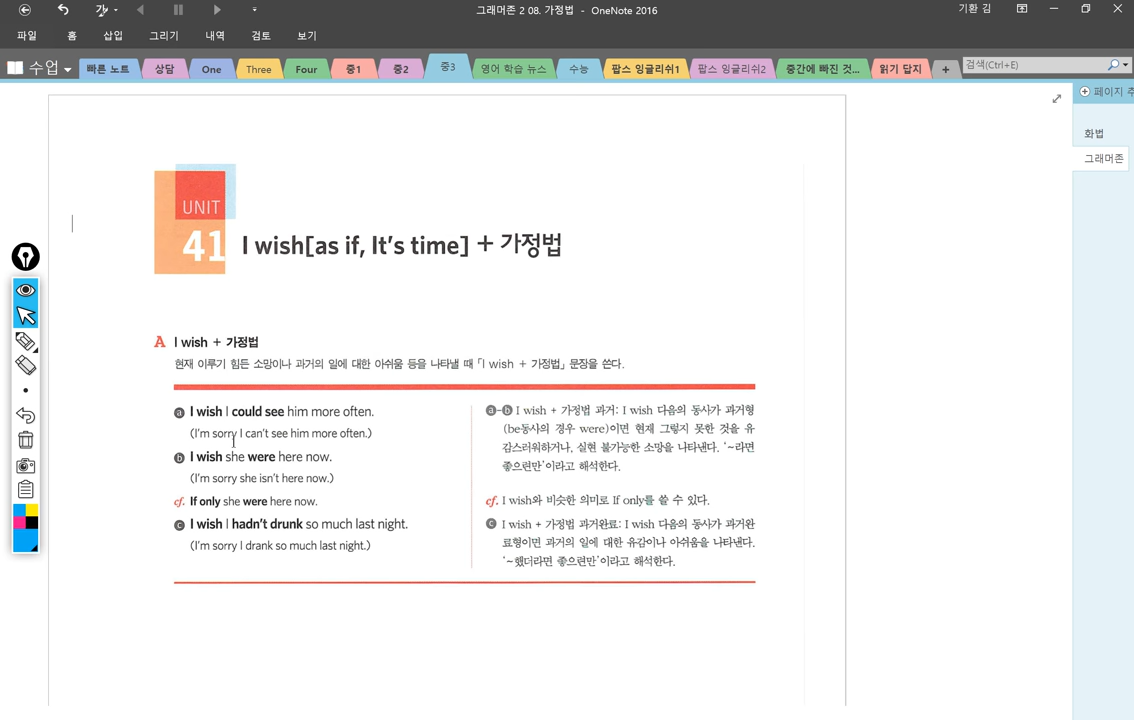 그래머존 2 08. 가정법 - OneNote 2016
기환 김
파일 홈 삽입 그리기 내역 검토 보기
수업
빠른 노트 상담 One Three Four 중1 중2 중3 영어 학습 뉴스 수능 팝스 잉글리쉬1 팝스 잉글리쉬2 중간에 빠진 것... 읽기 답지 +
검색(Ctrl+E)
페이지 추
화법
그래머존
UNIT
41 I wish[as if, It's time] + 가정법
A I wish + 가정법
현재 이루기 힘든 소망이나 과거의 일에 대한 아쉬움 등을 나타낼 때 「I wish + 가정법」 문장을 쓴다.
a I wish I could see him more often.
(I'm sorry I can't see him more often.)
b I wish she were here now.
(I'm sorry she isn't here now.)
cf. If only she were here now.
c I wish I hadn't drunk so much last night.
(I'm sorry I drank so much last night.)
a-b I wish + 가정법 과거: I wish 다음의 동사가 과거형
(be동사의 경우 were)이면 현재 그렇지 못한 것을 유
감스러워하거나, 실현 불가능한 소망을 나타낸다. '~라면
좋으련만'이라고 해석한다.
cf. I wish와 비슷한 의미로 If only를 쓸 수 있다.
c I wish + 가정법 과거완료: I wish 다음의 동사가 과거완
료형이면 과거의 일에 대한 유감이나 아쉬움을 나타낸다.
'~했더라면 좋으련만'이라고 해석한다.